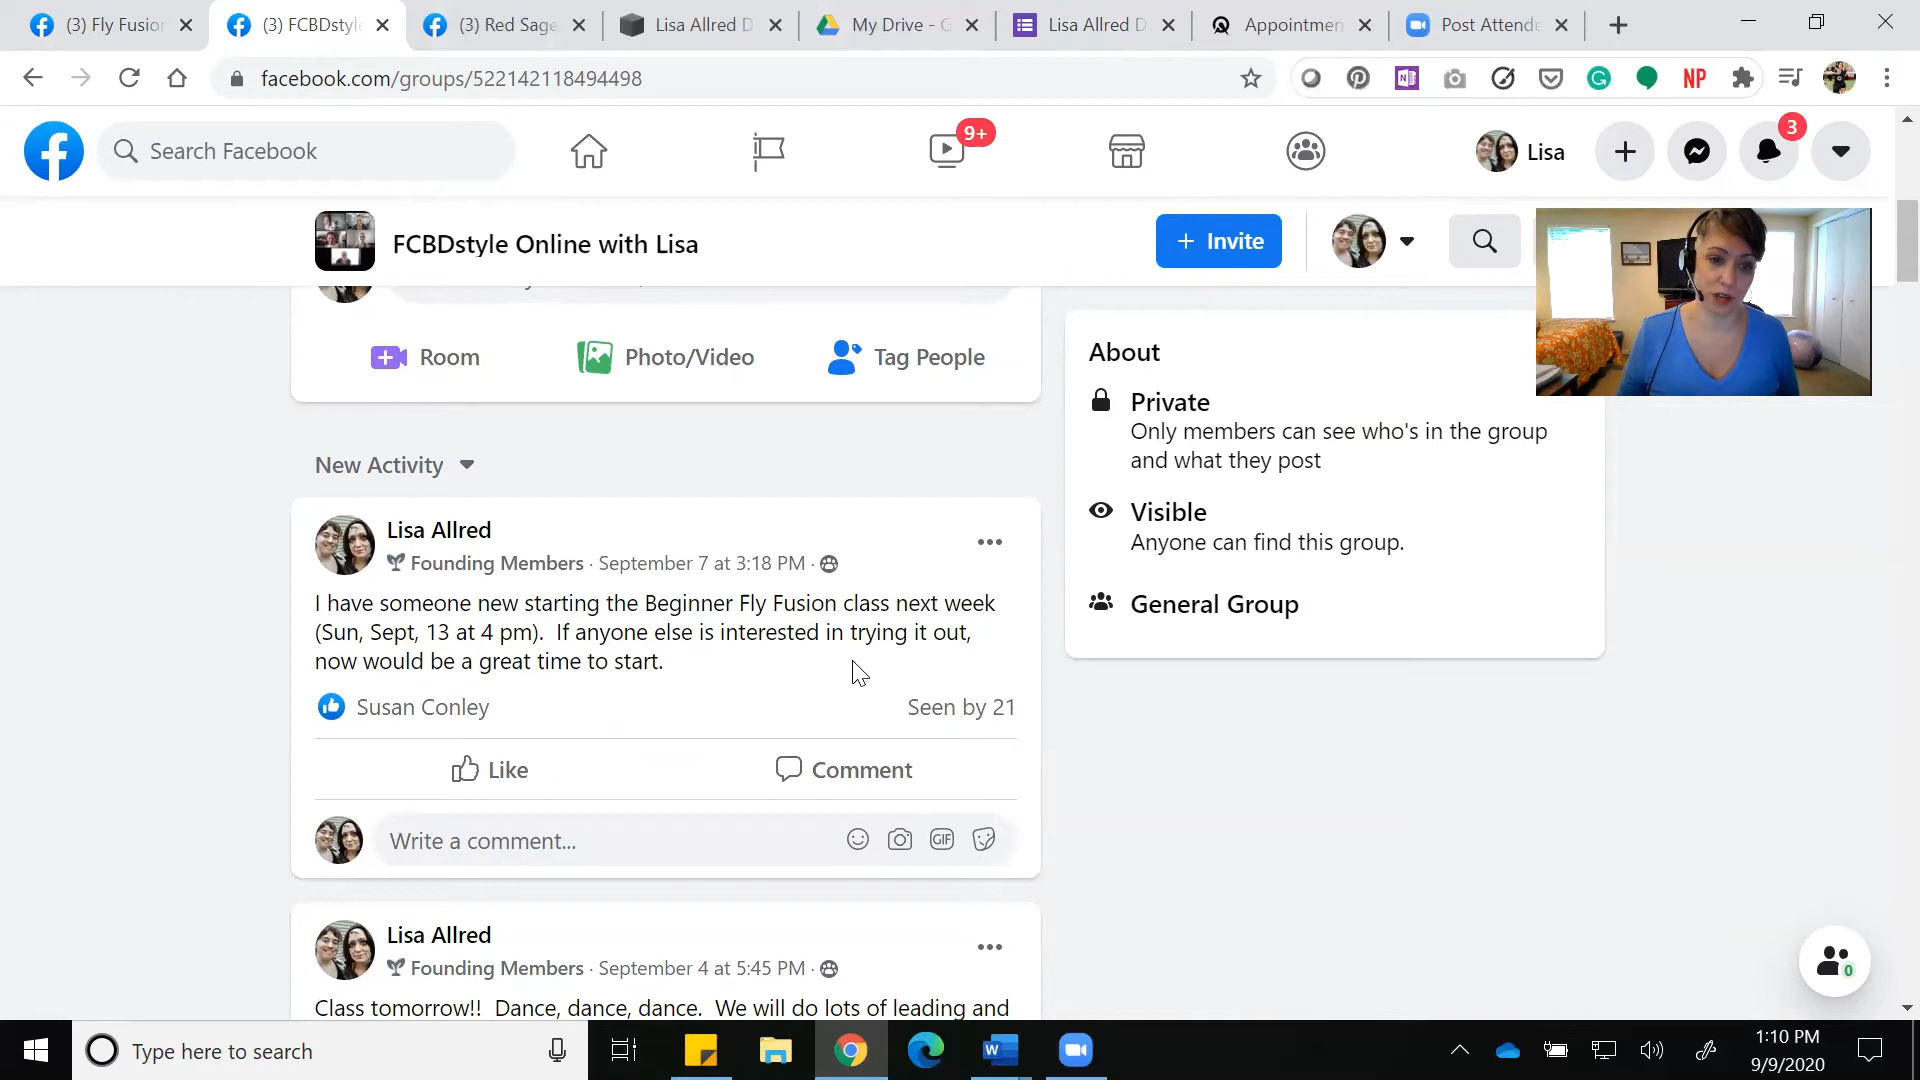 (3) Fly Fusion
(3) FCBDstyle
(3) Red Sage
Lisa Allred D
My Drive - G
Lisa Allred D
Appointmen
Post Attende
facebook.com/groups/522142118494498
NP
Search Facebook
9+
Lisa
3
FCBDstyle Online with Lisa
+ Invite
Room
Photo/Video
Tag People
About
Private
Only members can see who's in the group
and what they post
Visible
Anyone can find this group.
General Group
New Activity
Lisa Allred
Founding Members · September 7 at 3:18 PM ·
I have someone new starting the Beginner Fly Fusion class next week
(Sun, Sept, 13 at 4 pm). If anyone else is interested in trying it out,
now would be a great time to start.
Susan Conley
Seen by 21
Like
Comment
Write a comment...
GIF
Lisa Allred
Founding Members · September 4 at 5:45 PM ·
Class tomorrow!! Dance, dance, dance. We will do lots of leading and
0
Type here to search
1:10 PM
9/9/2020